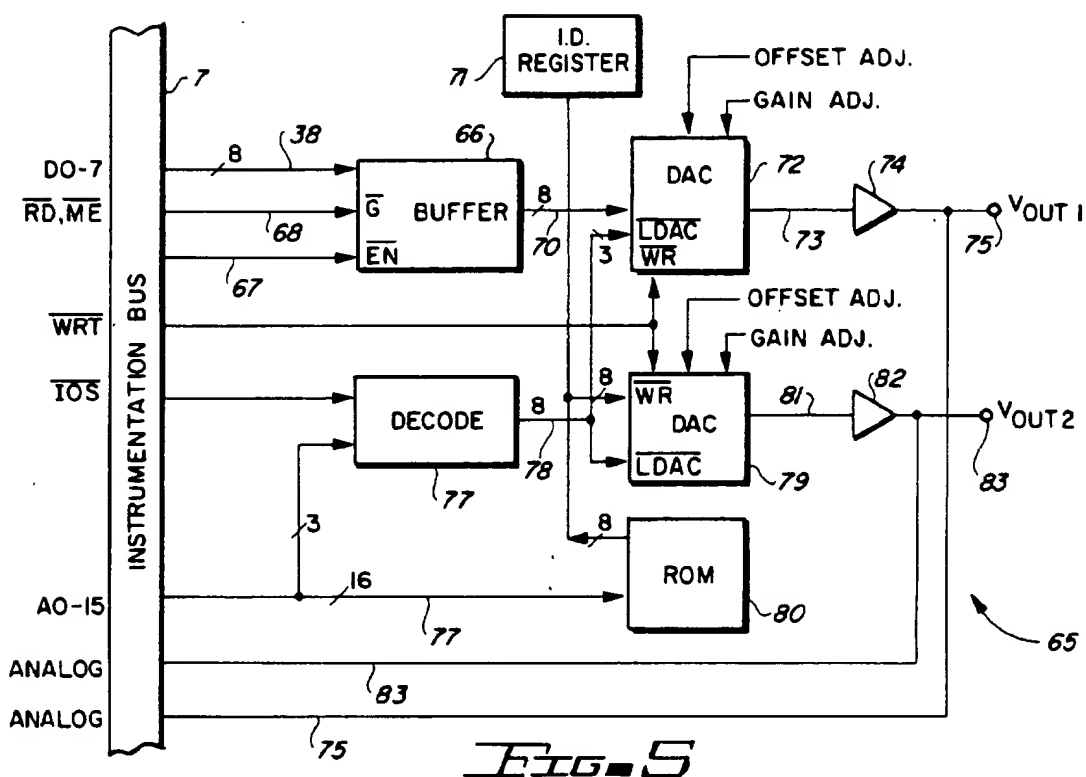 I.D.
REGISTER
71
7
OFFSET ADJ.
GAIN ADJ.
DO-7
8
38
66
DAC
72
74
RD,ME
68
G
BUFFER
8
70
LDAC
3
WR
73
VOUT 1
75
EN
67
INSTRUMENTATION BUS
WRT
OFFSET ADJ.
GAIN ADJ.
IOS
DECODE
77
8
78
8
WR
DAC
LDAC
79
81
82
VOUT 2
83
3
8
ROM
80
AO-15
16
77
65
ANALOG
83
ANALOG
75
FIG-5